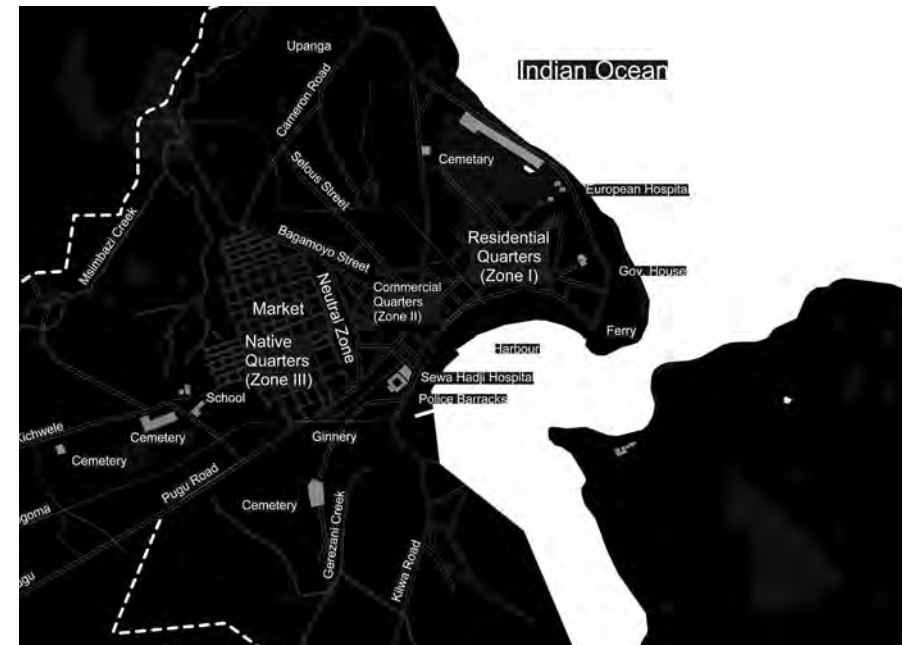 Upanga
Indian Ocean
Cameron Road
Cemetary
Selous Street
European Hospital
Msimbazi Creek
Bagamoyo Street
Residential
Quarters
(Zone I)
Gov. House
Neutral Zone
Commercial
Quarters
(Zone II)
Market
Ferry
Native
Quarters
(Zone III)
Harbour
Sewa Hadji Hospital
School
Police Barracks
Kichwele
Cemetery
Ginnery
Cemetery
Pugu Road
Cemetery
Gerezani Creek
Kilwa Road